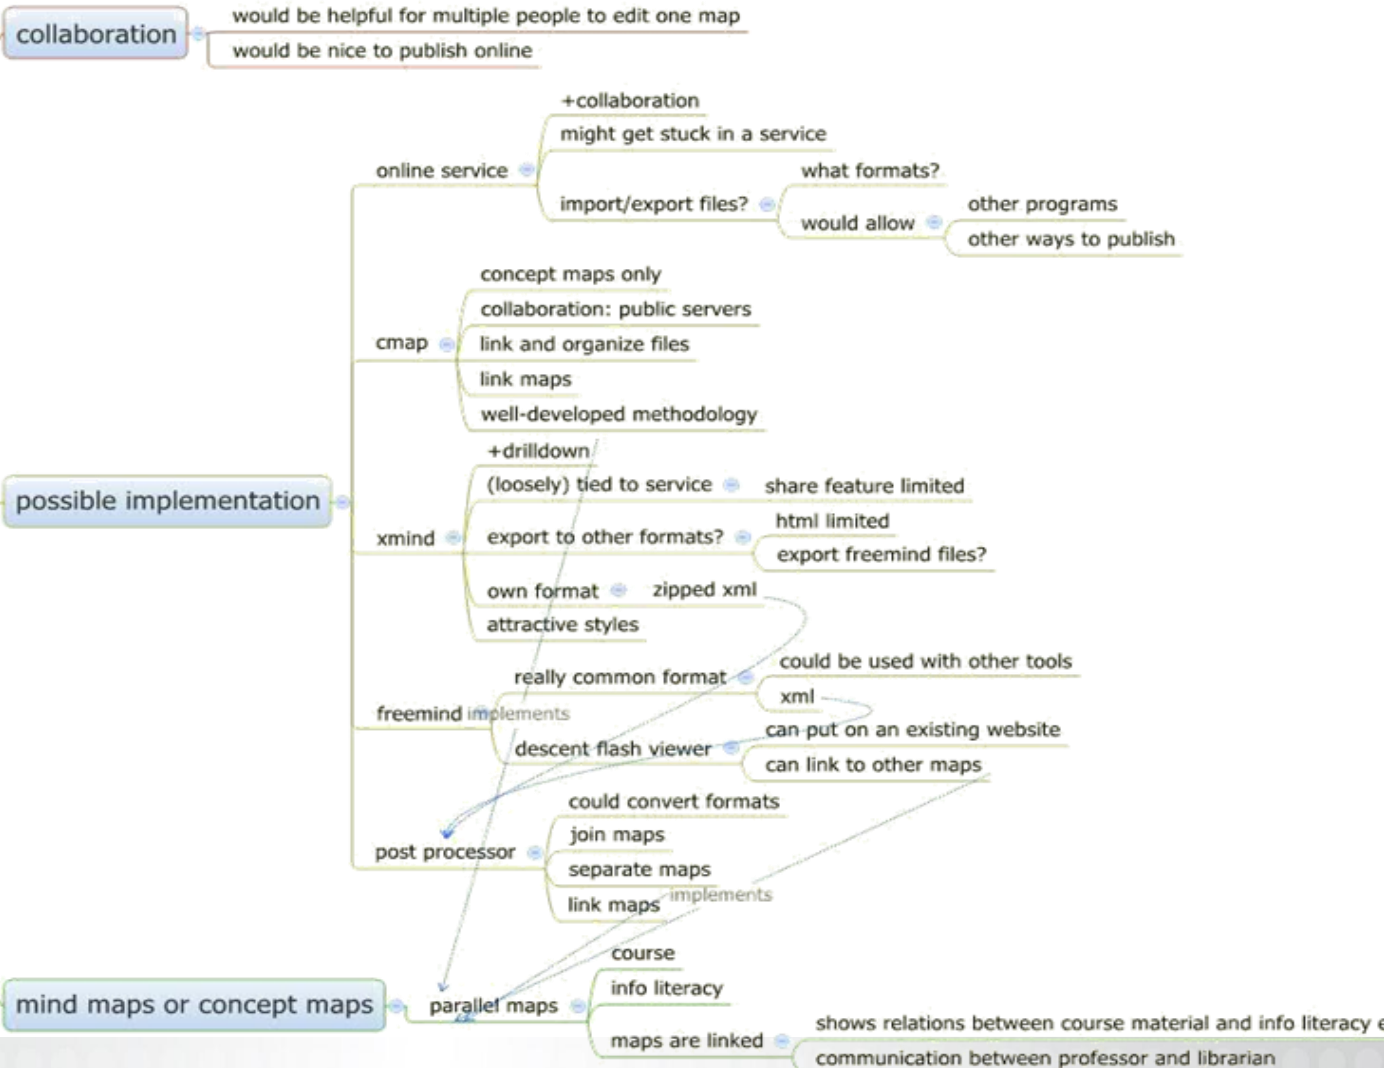 would be helpful for multiple people to edit one map
collaboration
would be nice to publish online
+collaboration
might get stuck in a service
online service
what formats?
import/export files?
other programs
would allow
other ways to publish
concept maps only
collaboration: public servers
cmap
link and organize files
link maps
well-developed methodology
+drilldown
(loosely) tied to service
share feature limited
possible implementation
html limited
xmind
export to other formats?
export freemind files?
own format
zipped xml
attractive styles
could be used with other tools
really common format
xml
freemind
implements
can put on an existing website
descent flash viewer
can link to other maps
could convert formats
join maps
post processor
separate maps
implements
link maps
course
info literacy
mind maps or concept maps
parallel maps
shows relations between course material and info literacy
maps are linked
communication between professor and librarian